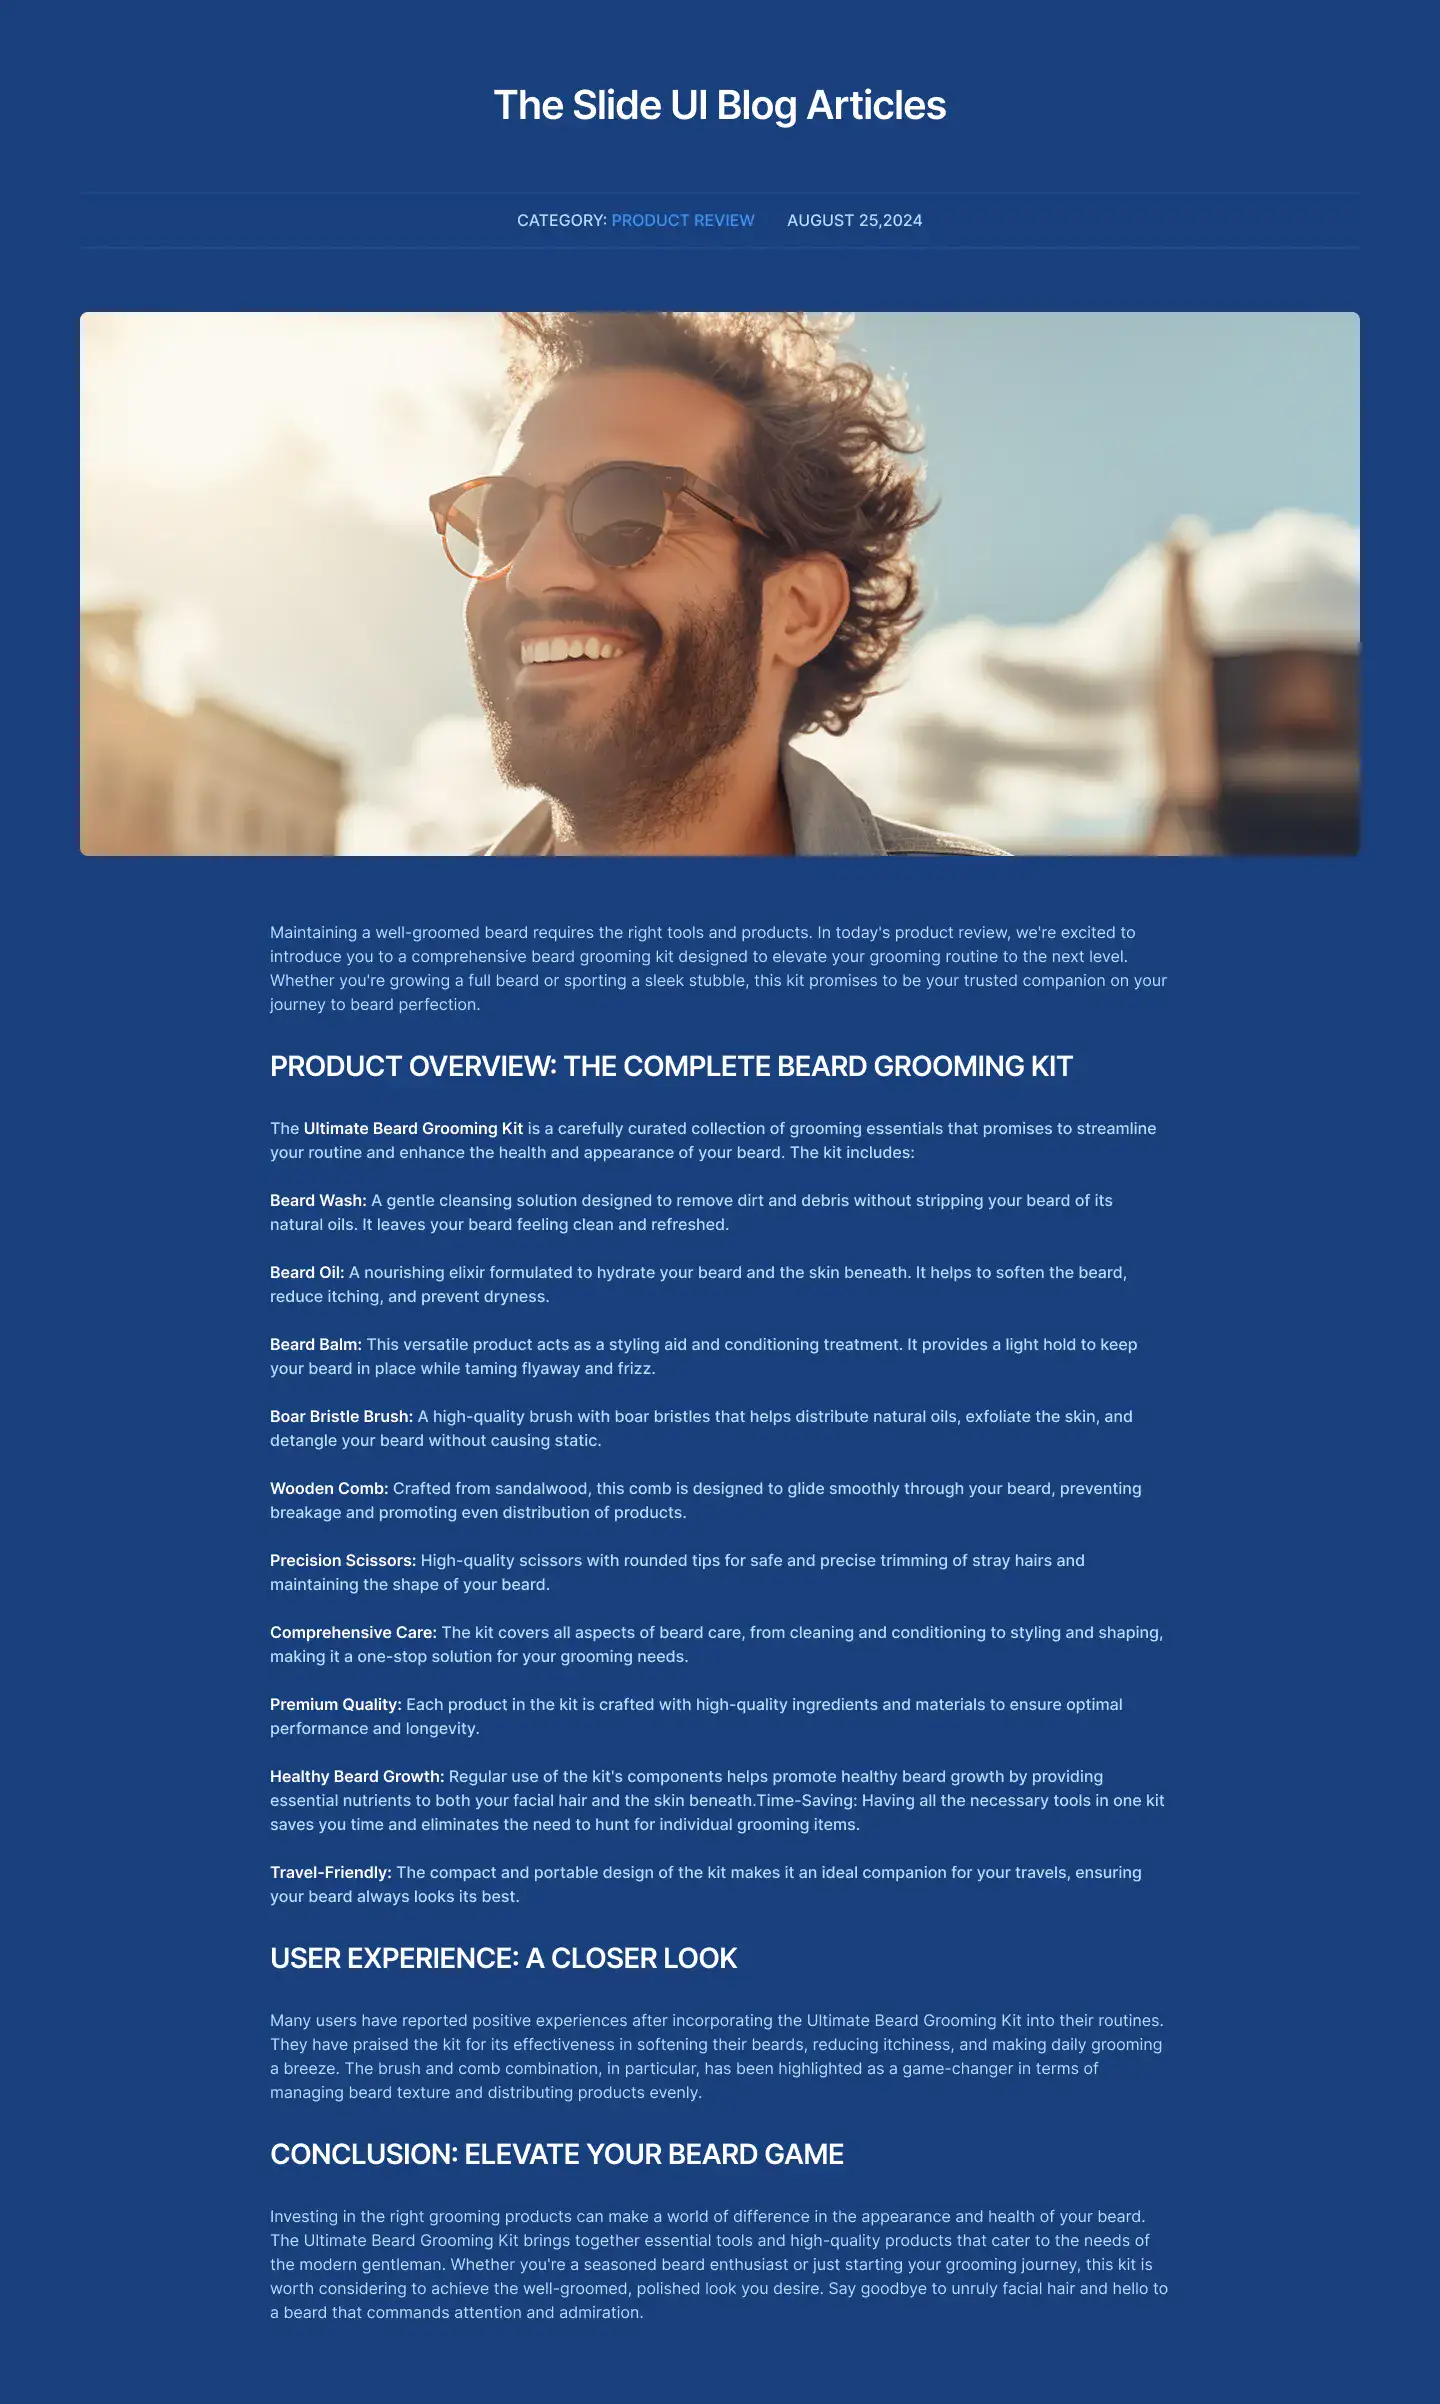 The Slide UI Blog Articles
CATEGORY: PRODUCT REVIEW AUGUST 25,2024
Maintaining a well-groomed beard requires the right tools and products. In today's product review, we're excited to
introduce you to a comprehensive beard grooming kit designed to elevate your grooming routine to the next level.
Whether you're growing a full beard or sporting a sleek stubble, this kit promises to be your trusted companion on your
journey to beard perfection.
PRODUCT OVERVIEW: THE COMPLETE BEARD GROOMING KIT
The Ultimate Beard Grooming Kit is a carefully curated collection of grooming essentials that promises to streamline
your routine and enhance the health and appearance of your beard. The kit includes:
Beard Wash: A gentle cleansing solution designed to remove dirt and debris without stripping your beard of its
natural oils. It leaves your beard feeling clean and refreshed.
Beard Oil: A nourishing elixir formulated to hydrate your beard and the skin beneath. It helps to soften the beard,
reduce itching, and prevent dryness.
Beard Balm: This versatile product acts as a styling aid and conditioning treatment. It provides a light hold to keep
your beard in place while taming flyaway and frizz.
Boar Bristle Brush: A high-quality brush with boar bristles that helps distribute natural oils, exfoliate the skin, and
detangle your beard without causing static.
Wooden Comb: Crafted from sandalwood, this comb is designed to glide smoothly through your beard, preventing
breakage and promoting even distribution of products.
Precision Scissors: High-quality scissors with rounded tips for safe and precise trimming of stray hairs and
maintaining the shape of your beard.
Comprehensive Care: The kit covers all aspects of beard care, from cleaning and conditioning to styling and shaping,
making it a one-stop solution for your grooming needs.
Premium Quality: Each product in the kit is crafted with high-quality ingredients and materials to ensure optimal
performance and longevity.
Healthy Beard Growth: Regular use of the kit's components helps promote healthy beard growth by providing
essential nutrients to both your facial hair and the skin beneath.Time-Saving: Having all the necessary tools in one kit
saves you time and eliminates the need to hunt for individual grooming items.
Travel-Friendly: The compact and portable design of the kit makes it an ideal companion for your travels, ensuring
your beard always looks its best.
USER EXPERIENCE: A CLOSER LOOK
Many users have reported positive experiences after incorporating the Ultimate Beard Grooming Kit into their routines.
They have praised the kit for its effectiveness in softening their beards, reducing itchiness, and making daily grooming
a breeze. The brush and comb combination, in particular, has been highlighted as a game-changer in terms of
managing beard texture and distributing products evenly.
CONCLUSION: ELEVATE YOUR BEARD GAME
Investing in the right grooming products can make a world of difference in the appearance and health of your beard.
The Ultimate Beard Grooming Kit brings together essential tools and high-quality products that cater to the needs of
the modern gentleman. Whether you're a seasoned beard enthusiast or just starting your grooming journey, this kit is
worth considering to achieve the well-groomed, polished look you desire. Say goodbye to unruly facial hair and hello to
a beard that commands attention and admiration.